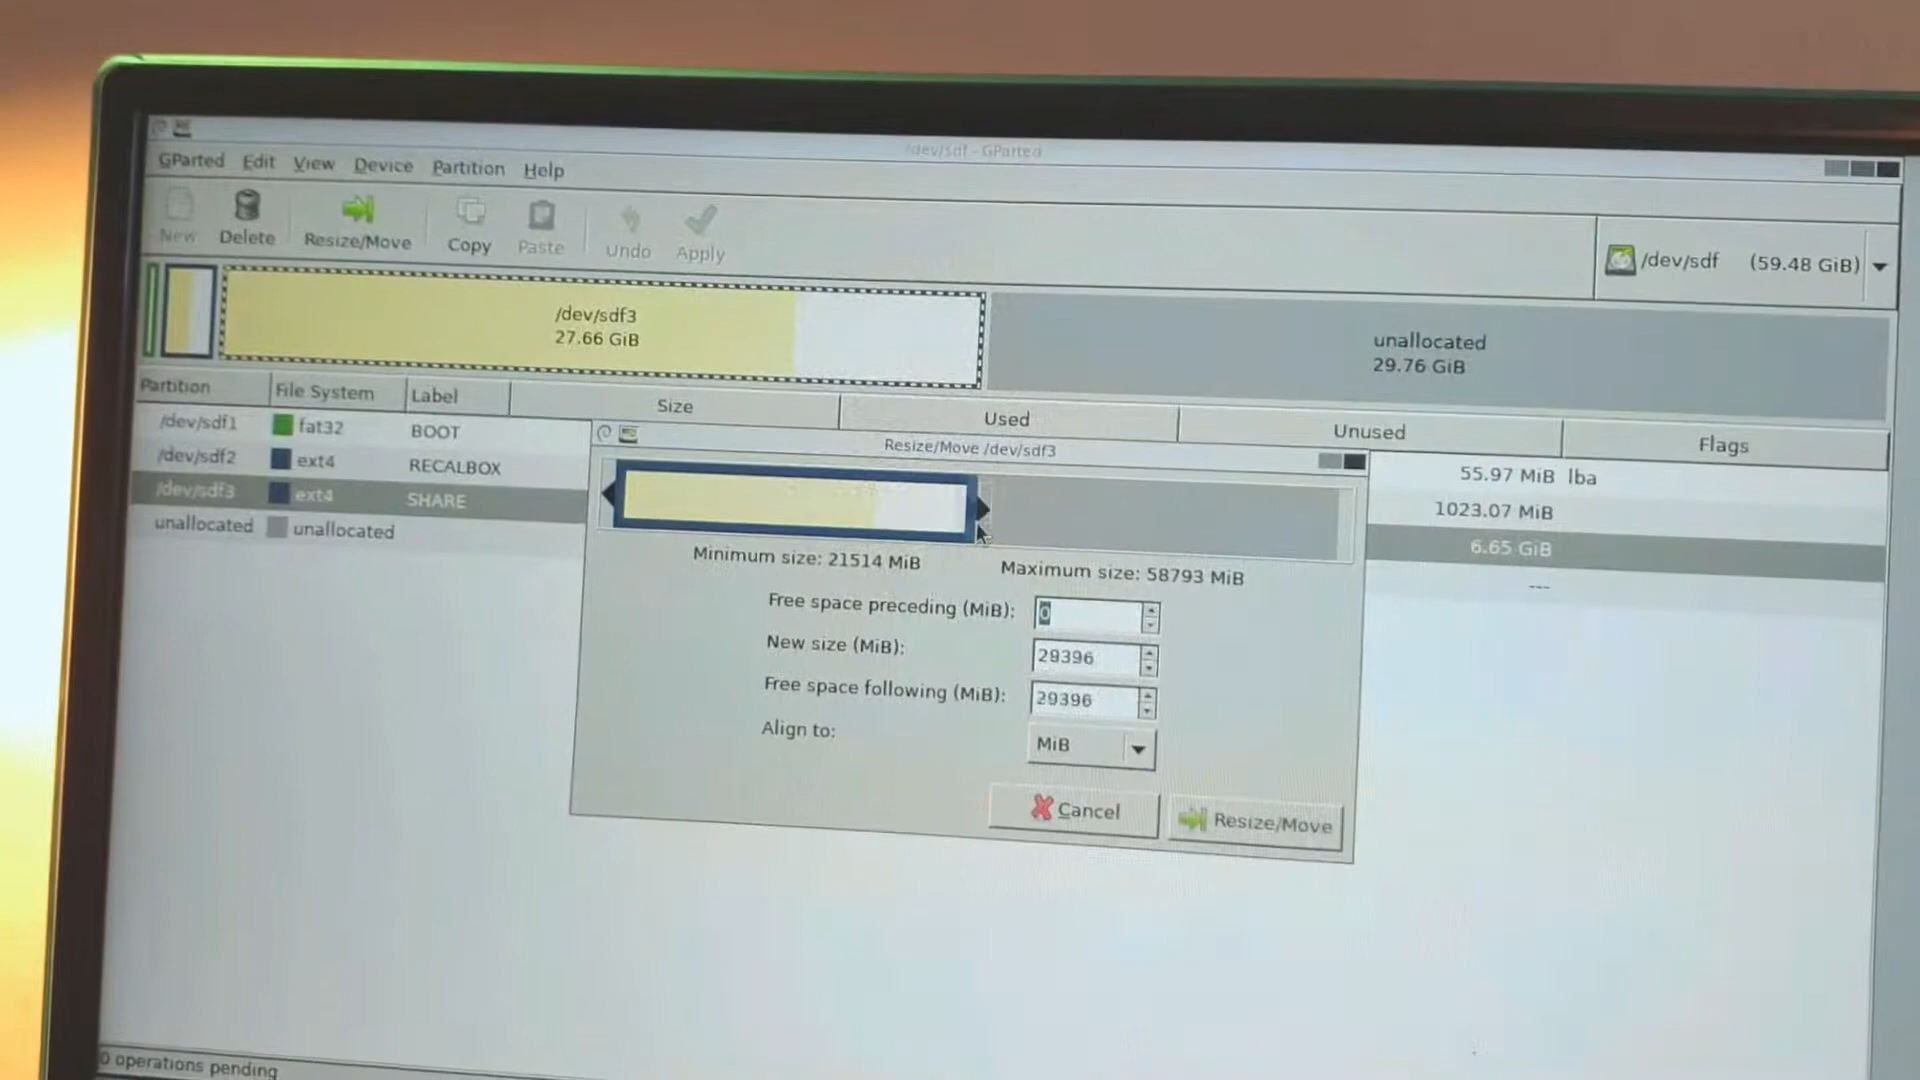 /dev/sdf - GParted
GParted Edit View Device Partition Help
New Delete Resize/Move Copy Paste Undo Apply
/dev/sdf (59.48 GiB)
/dev/sdf3
27.66 GiB
unallocated
29.76 GiB
Partition File System Label Size Used Unused Flags
/dev/sdf1 fat32 BOOT 55.97 MiB lba
/dev/sdf2 ext4 RECALBOX 1023.07 MiB
/dev/sdf3 ext4 SHARE 6.65 GiB
unallocated unallocated ---
Resize/Move /dev/sdf3
Minimum size: 21514 MiB Maximum size: 58793 MiB
Free space preceding (MiB): 0
New size (MiB): 29396
Free space following (MiB): 29396
Align to: MiB
Cancel Resize/Move
0 operations pending